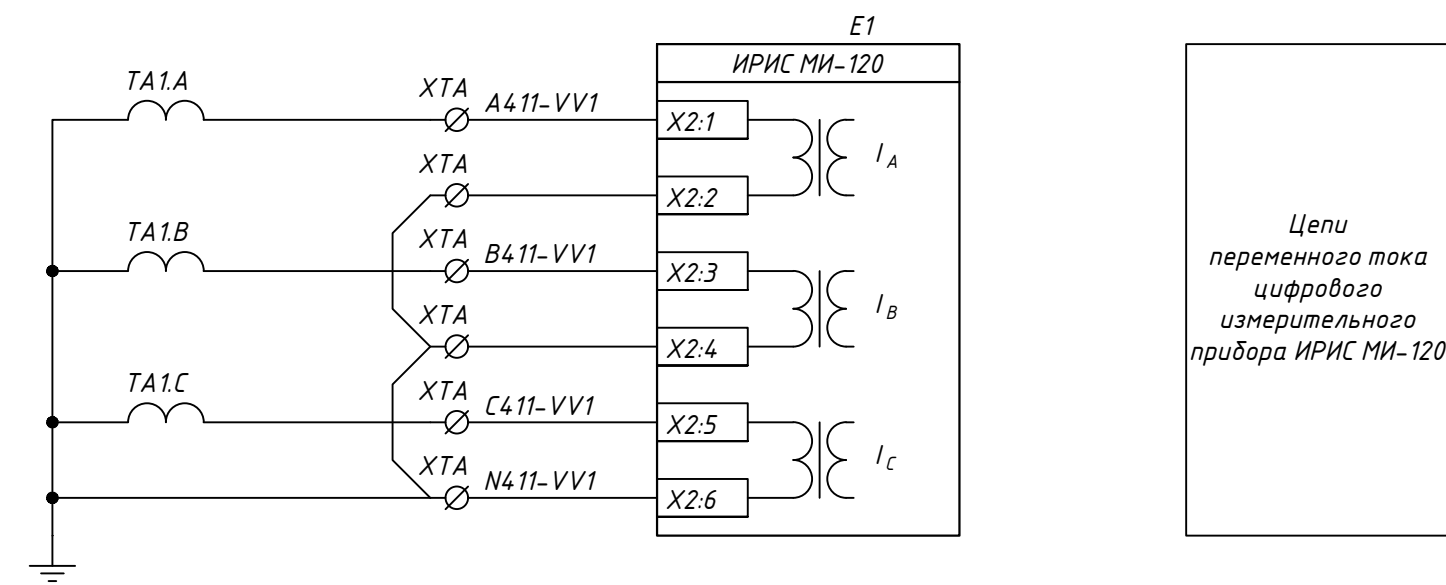 E1
ИРИС МИ-120
TA1.A
XTA
A411-VV1
X2:1
I A
XTA
X2:2
TA1.B
XTA
B411-VV1
X2:3
I B
XTA
X2:4
TA1.C
XTA
C411-VV1
X2:5
I C
XTA
N411-VV1
X2:6
Цепи
переменного тока
цифрового
измерительного
прибора ИРИС МИ-120